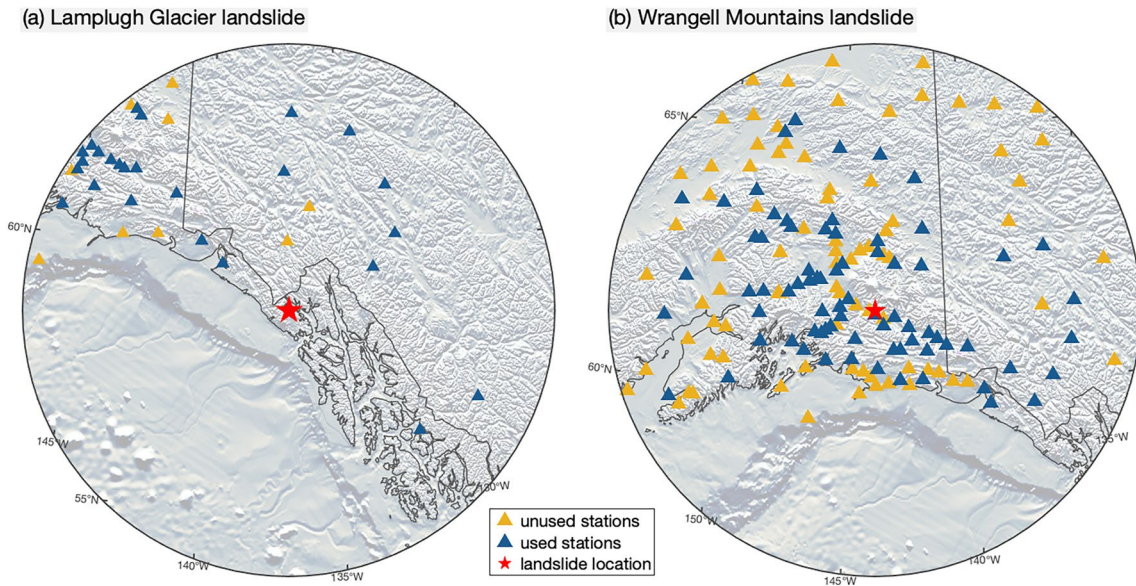 (a) Lamplugh Glacier landslide
(b) Wrangell Mountains landslide
65°N
60°N
60°N
145°W
55°N
140°W
135°W
130°W
150°W
145°W
140°W
135°W
unused stations
used stations
landslide location